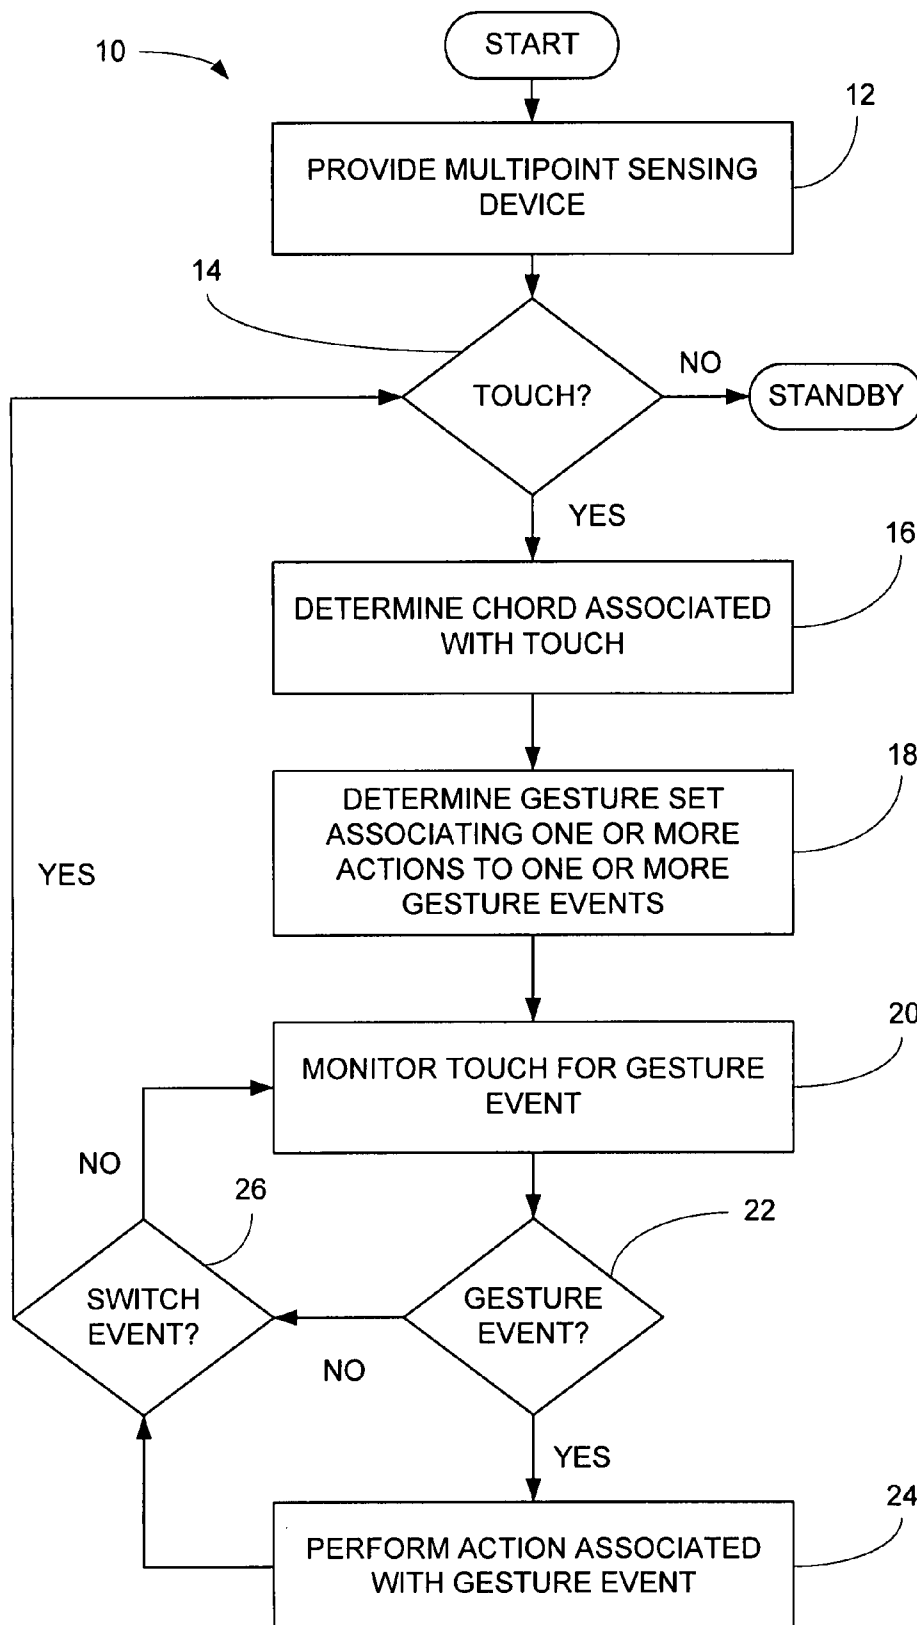 START
10
12
PROVIDE MULTIPOINT SENSING
DEVICE
14
TOUCH?
NO
STANDBY
YES
16
DETERMINE CHORD ASSOCIATED
WITH TOUCH
18
DETERMINE GESTURE SET
ASSOCIATING ONE OR MORE
ACTIONS TO ONE OR MORE
GESTURE EVENTS
YES
20
MONITOR TOUCH FOR GESTURE
EVENT
NO
26
22
SWITCH
EVENT?
GESTURE
EVENT?
NO
YES
24
PERFORM ACTION ASSOCIATED
WITH GESTURE EVENT